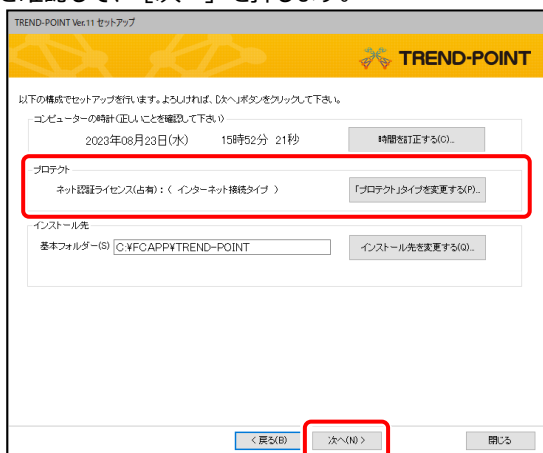 を確認して、[次へ]を押します。
TREND-POINT Ver.11 セットアップ
TREND-POINT
以下の構成でセットアップを行います。よろしければ、[次へ]ボタンをクリックして下さい。
コンピューターの時計(正しいことを確認して下さい)
2023年08月23日(水) 15時52分 21秒 時間を訂正する(C)...
プロテクト
ネット認証ライセンス(占有):( インターネット接続タイプ ) 「プロテクト」タイプを変更する(P)...
インストール先
基本フォルダー(S) C:¥FCAPP¥TREND-POINT インストール先を変更する(Q)...
< 戻る(B) 次へ(N) > 閉じる